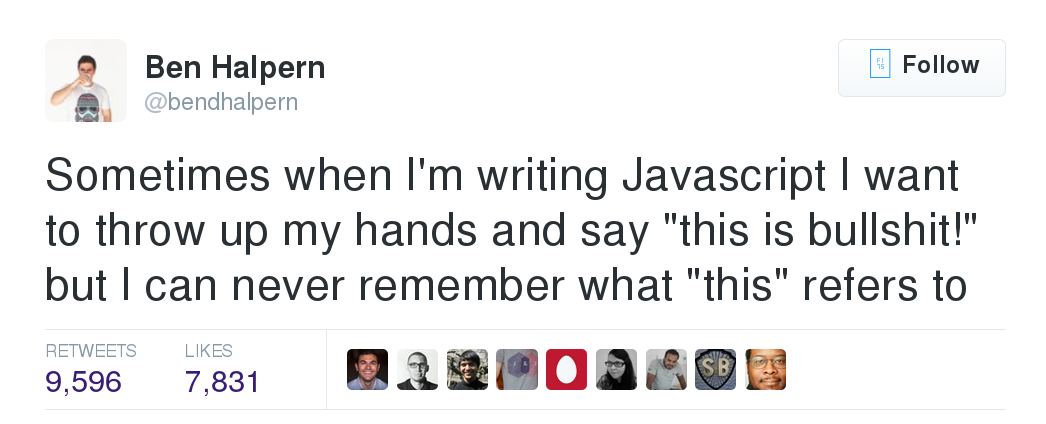 Ben Halpern
@bendhalpern
Follow
Sometimes when I'm writing Javascript I want
to throw up my hands and say "this is bullshit!"
but I can never remember what "this" refers to
RETWEETS LIKES
9,596 7,831
SB